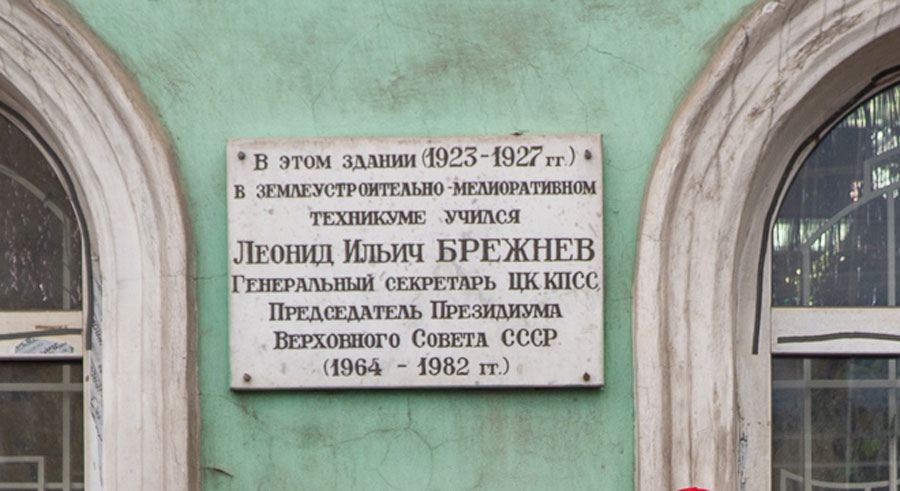 В этом здании (1923-1927 гг.)
в землеустроительно-мелиоративном
техникуме учился
Леонид Ильич БРЕЖНЕВ
Генеральный секретарь ЦК КПСС,
Председатель Президиума
Верховного Совета СССР
(1964 - 1982 гг.)